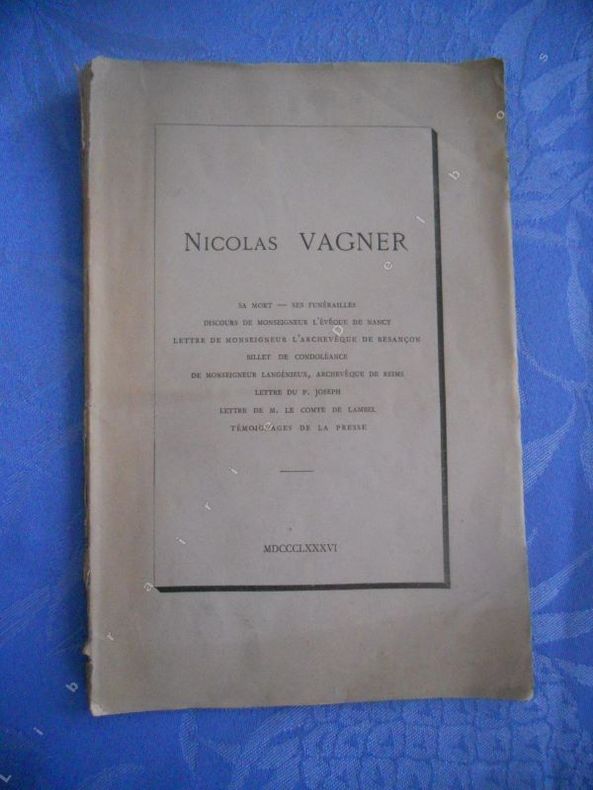 NICOLAS VAGNER
SA MORT — SES FUNÉRAILLES
DISCOURS DE MONSEIGNEUR L'ÉVÊQUE DE NANCY
LETTRE DE MONSEIGNEUR L'ARCHEVÊQUE DE BESANÇON
BILLET DE CONDOLÉANCE
DE MONSEIGNEUR LANGÉNIEUX, ARCHEVÊQUE DE REIMS
LETTRE DU P. JOSEPH
LETTRE DE M. LE COMTE DE LAMBEL
TÉMOIGNAGES DE LA PRESSE
MDCCCLXXXVI
Librairie Delbos